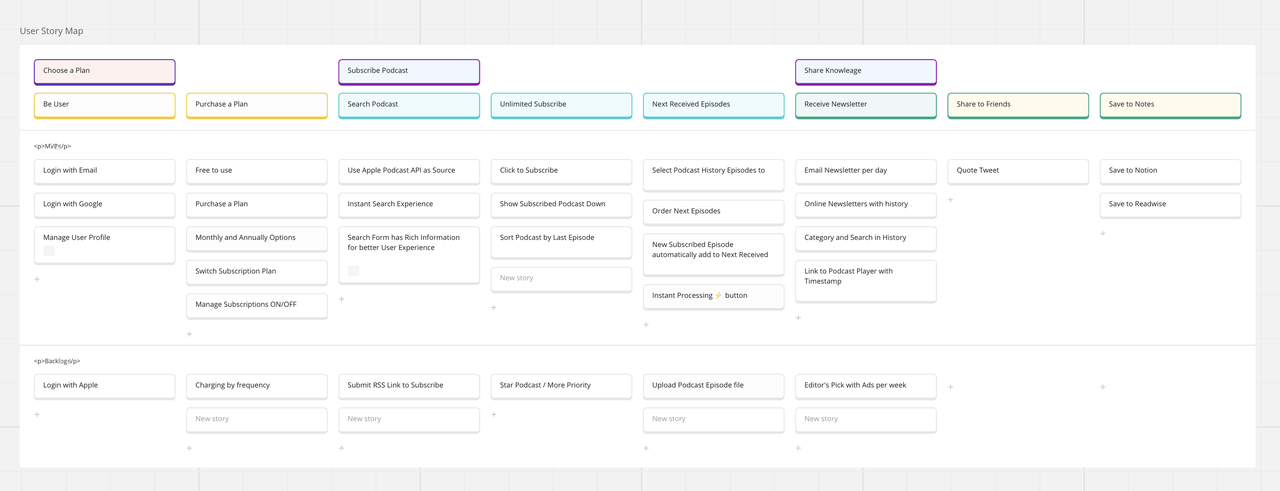 User Story Map
Choose a Plan
Subscribe Podcast
Share Knowleage
Be User
Purchase a Plan
Search Podcast
Unlimited Subscribe
Next Received Episodes
Receive Newsletter
Share to Friends
Save to Notes
<p>MVP</p>
Login with Email
Free to use
Use Apple Podcast API as Source
Click to Subscribe
Select Podcast History Episodes to
Email Newsletter per day
Quote Tweet
Save to Notion
Login with Google
Purchase a Plan
Instant Search Experience
Show Subscribed Podcast Down
Order Next Episodes
Online Newsletters with history
Save to Readwise
Manage User Profile
Monthly and Annually Options
Search Form has Rich Information
for better User Experience
Sort Podcast by Last Episode
New Subscribed Episode
automatically add to Next Received
Category and Search in History
Switch Subscription Plan
New story
Link to Podcast Player with
Timestamp
Manage Subscriptions ON/OFF
Instant Processing ⚡ button
<p>Backlogs/p>
Login with Apple
Charging by frequency
Submit RSS Link to Subscribe
Star Podcast / More Priority
Upload Podcast Episode file
Editor's Pick with Ads per week
New story
New story
New story
New story